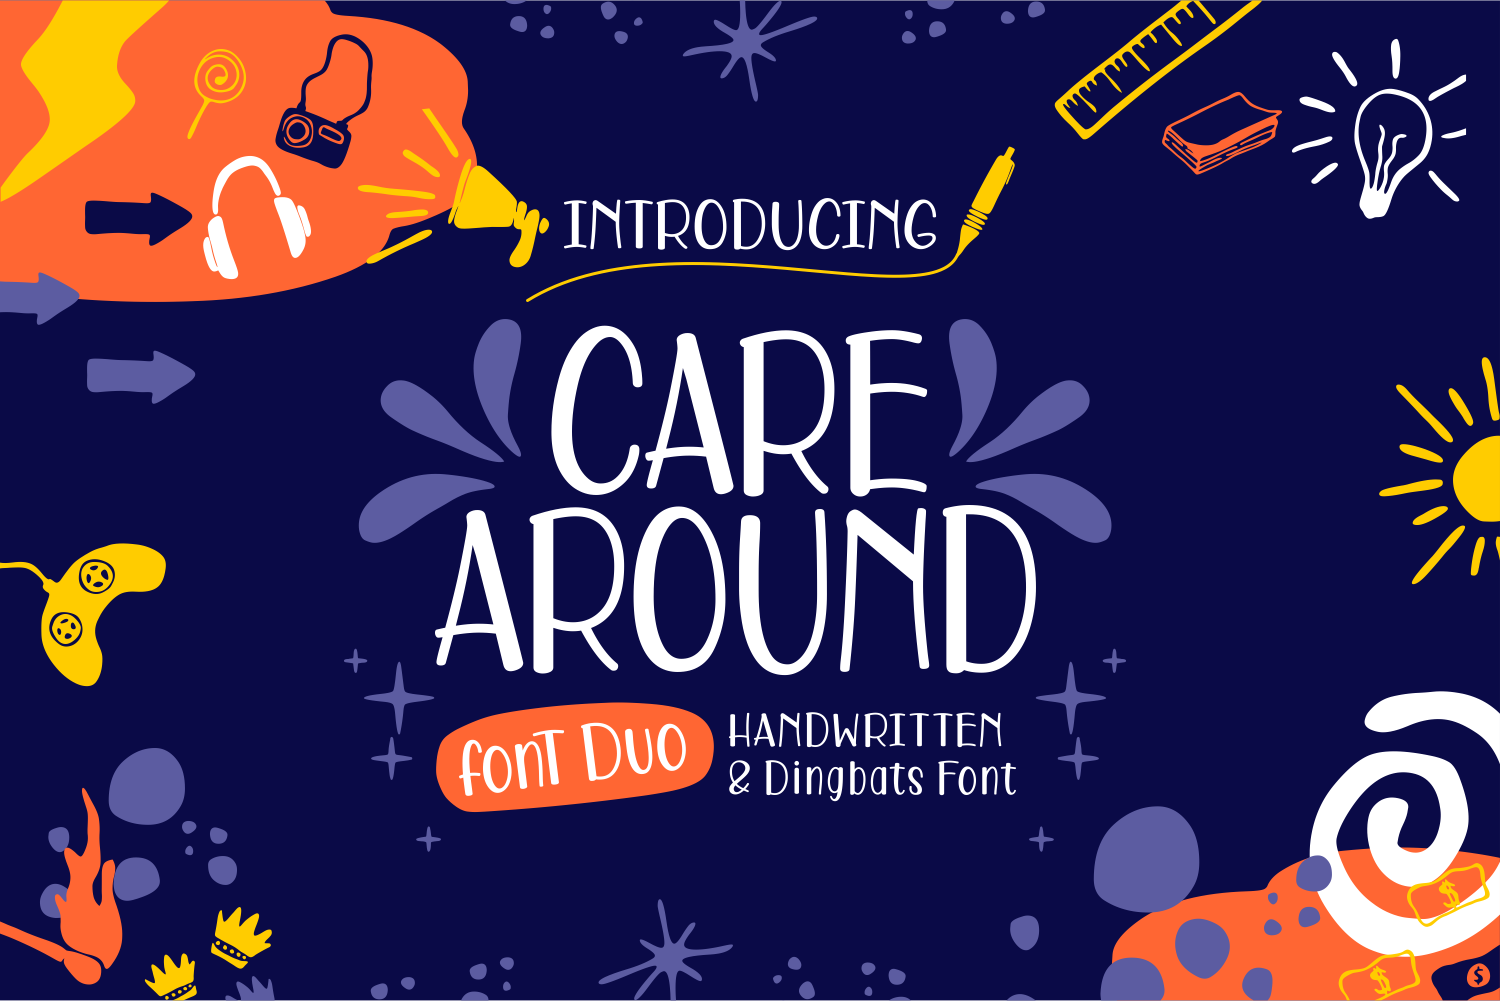 INTRODUCING
CARE
AROUND
fonT Duo
HANDWRITTEN
& Dingbats Font
$
$
$